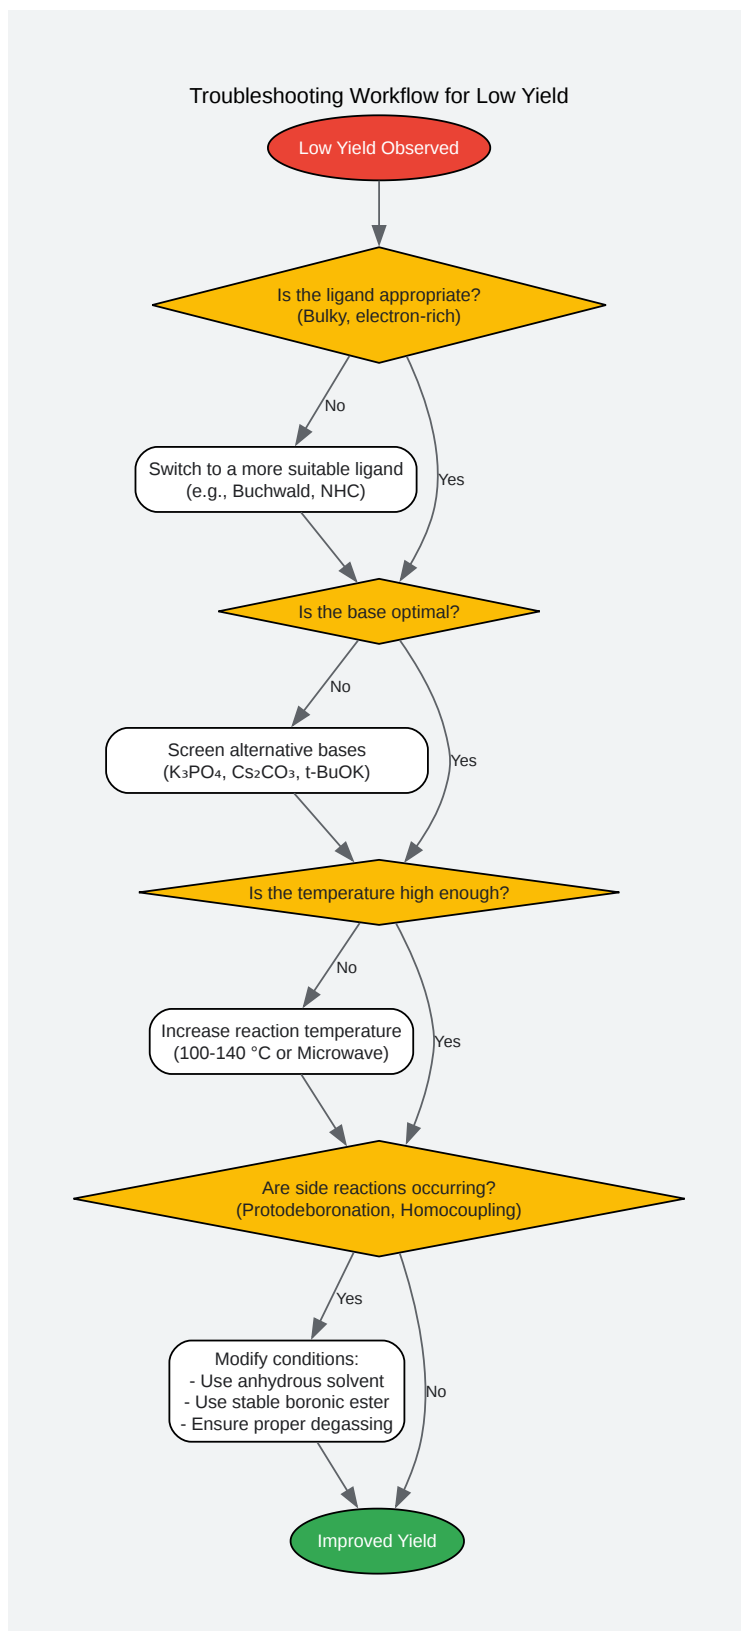 Troubleshooting Workflow for Low Yield
Low Yield Observed
Is the ligand appropriate?
(Bulky, electron-rich)
No
Switch to a more suitable ligand
(e.g., Buchwald, NHC)
Yes
Is the base optimal?
No
Screen alternative bases
(K₃PO₄, Cs₂CO₃, t-BuOK)
Yes
Is the temperature high enough?
No
Increase reaction temperature
(100-140 °C or Microwave)
Yes
Are side reactions occurring?
(Protodeboronation, Homocoupling)
Yes
Modify conditions:
- Use anhydrous solvent
- Use stable boronic ester
- Ensure proper degassing
No
Improved Yield